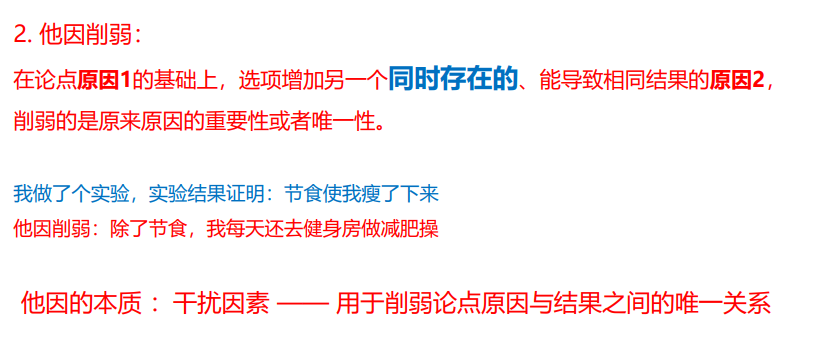 2. 他因削弱：
在论点原因1的基础上，选项增加另一个同时存在的、能导致相同结果的原因2，
削弱的是原来原因的重要性或者唯一性。
我做了个实验，实验结果证明：节食使我瘦了下来
他因削弱：除了节食，我每天还去健身房做减肥操
他因的本质 ：干扰因素 —— 用于削弱论点原因与结果之间的唯一关系